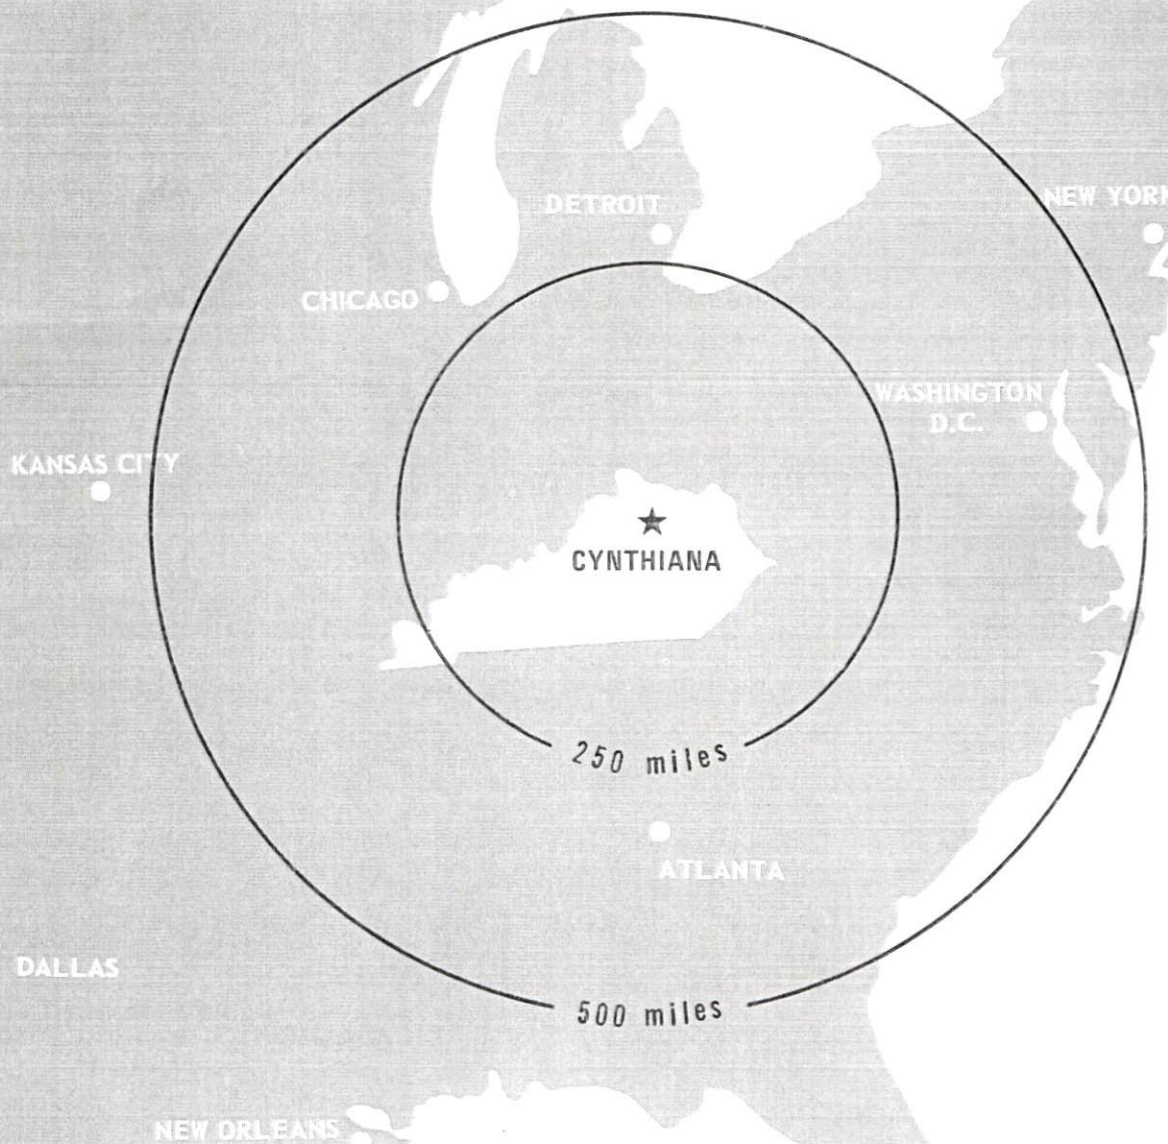 DETROIT
NEW YORK
CHICAGO
WASHINGTON
D.C.
KANSAS CITY
CYNTHIANA
250 miles
ATLANTA
DALLAS
500 miles
NEW ORLEANS